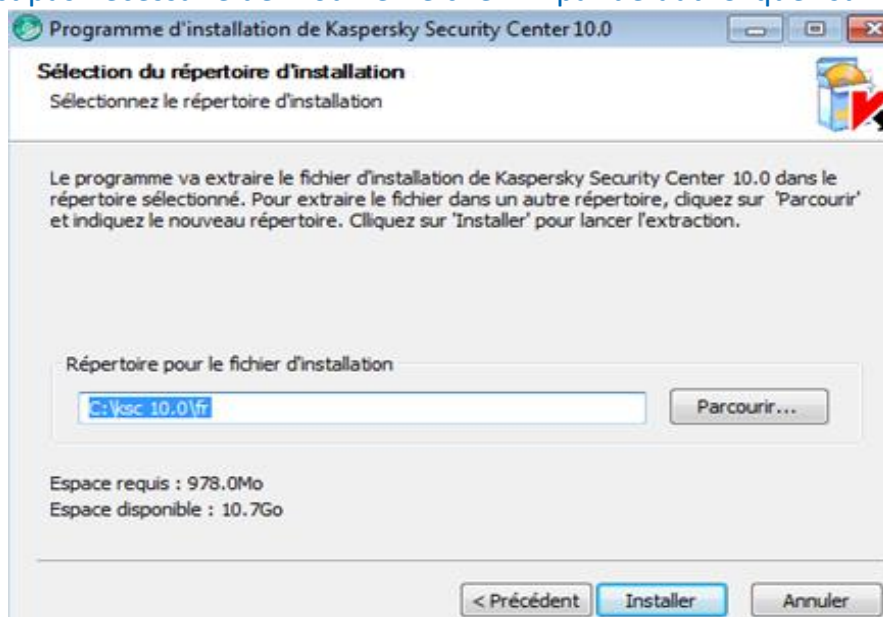 Programme d'installation de Kaspersky Security Center 10.0
Sélection du répertoire d'installation
Sélectionnez le répertoire d'installation
Le programme va extraire le fichier d'installation de Kaspersky Security Center 10.0 dans le
répertoire sélectionné. Pour extraire le fichier dans un autre répertoire, cliquez sur 'Parcourir'
et indiquez le nouveau répertoire. Clliquez sur 'Installer' pour lancer l'extraction.
Répertoire pour le fichier d'installation
C:\ksc 10.0\fr
Parcourir...
Espace requis : 978.0Mo
Espace disponible : 10.7Go
< Précédent
Installer
Annuler